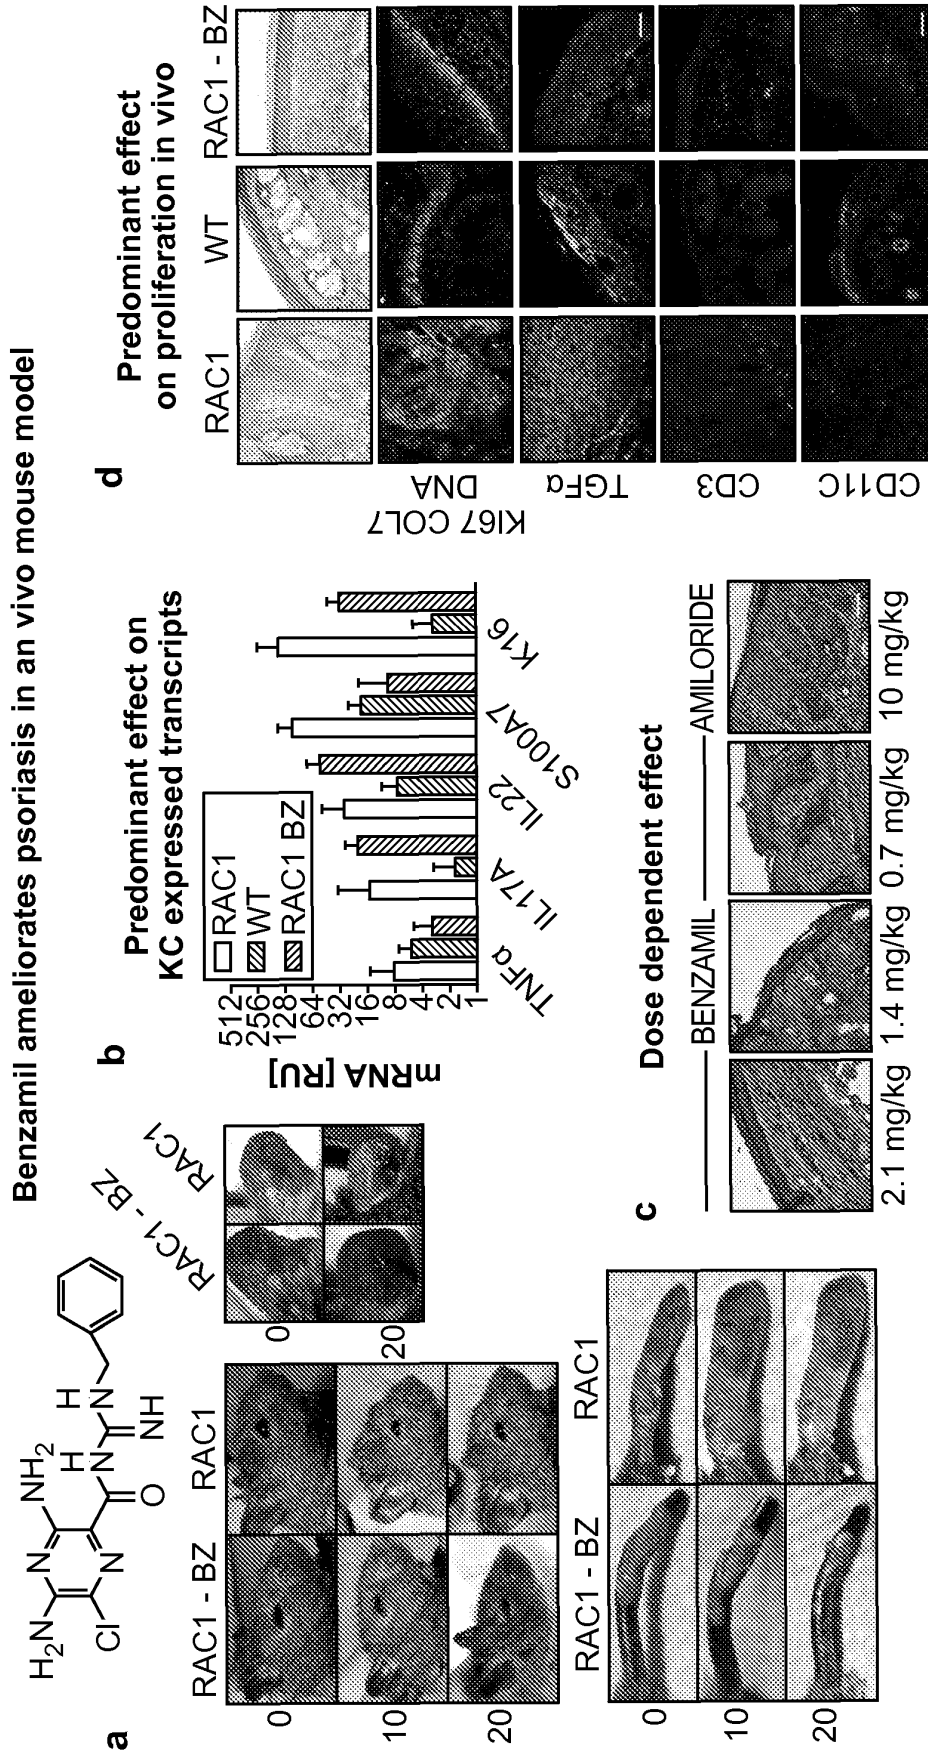 Benzamil ameliorates psoriasis in an vivo mouse model
a
H2N
N
NH2
Cl
N
O
H
N
NH
H
N
RAC1 - BZ
RAC1
0
10
20
RAC1 - BZ
RAC1
0
20
RAC1 - BZ
RAC1
0
10
20
b
Predominant effect on
KC expressed transcripts
mRNA [RU]
512
256
128
64
32
16
8
4
2
1
RAC1
WT
RAC1 BZ
TNFα
IL17A
IL22
S100A7
K16
c
Dose dependent effect
BENZAMIL
AMILORIDE
2.1 mg/kg
1.4 mg/kg
0.7 mg/kg
10 mg/kg
d
Predominant effect
on proliferation in vivo
RAC1
WT
RAC1 - BZ
KI67 COL7
DNA
TGFα
CD3
CD11C